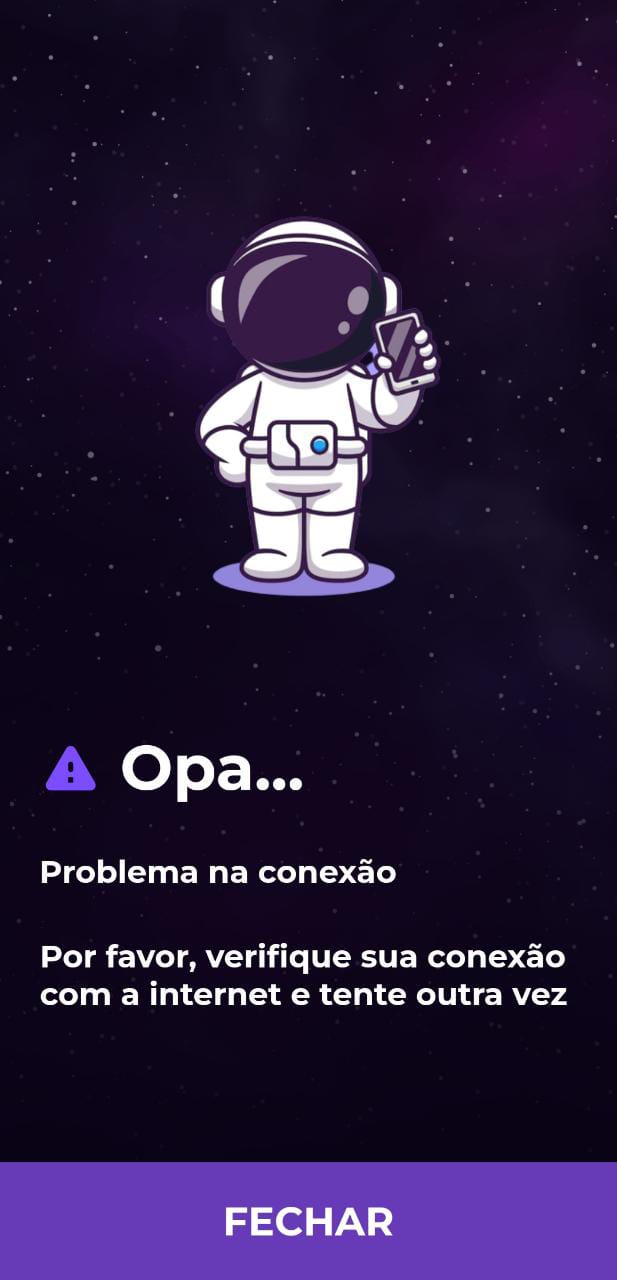 Opa...
Problema na conexão
Por favor, verifique sua conexão
com a internet e tente outra vez
FECHAR